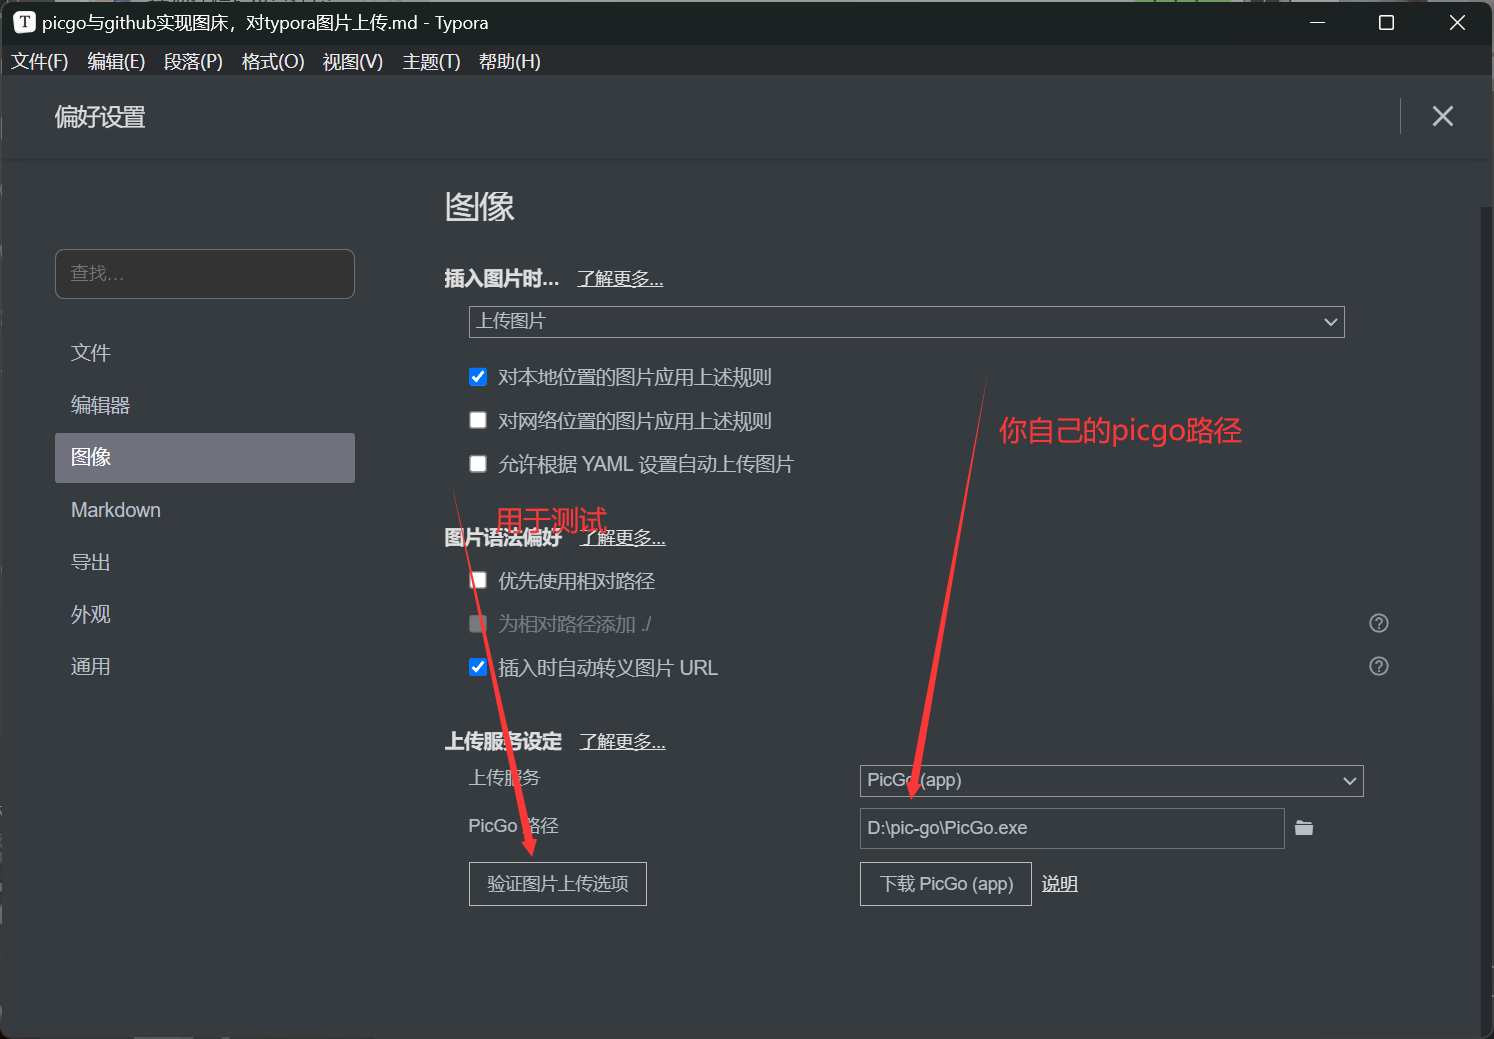 picgo与github实现图床，对typora图片上传.md - Typora
文件(F) 编辑(E) 段落(P) 格式(O) 视图(V) 主题(T) 帮助(H)
偏好设置
查找...
文件
编辑器
图像
Markdown
导出
外观
通用
图像
插入图片时... 了解更多...
上传图片
对本地位置的图片应用上述规则
对网络位置的图片应用上述规则
允许根据 YAML 设置自动上传图片
你自己的picgo路径
用于测试
图片语法偏好 了解更多...
优先使用相对路径
为相对路径添加 ./
插入时自动转义图片 URL
上传服务设定 了解更多...
上传服务 PicGo (app)
PicGo 路径 D:\pic-go\PicGo.exe
验证图片上传选项 下载 PicGo (app) 说明